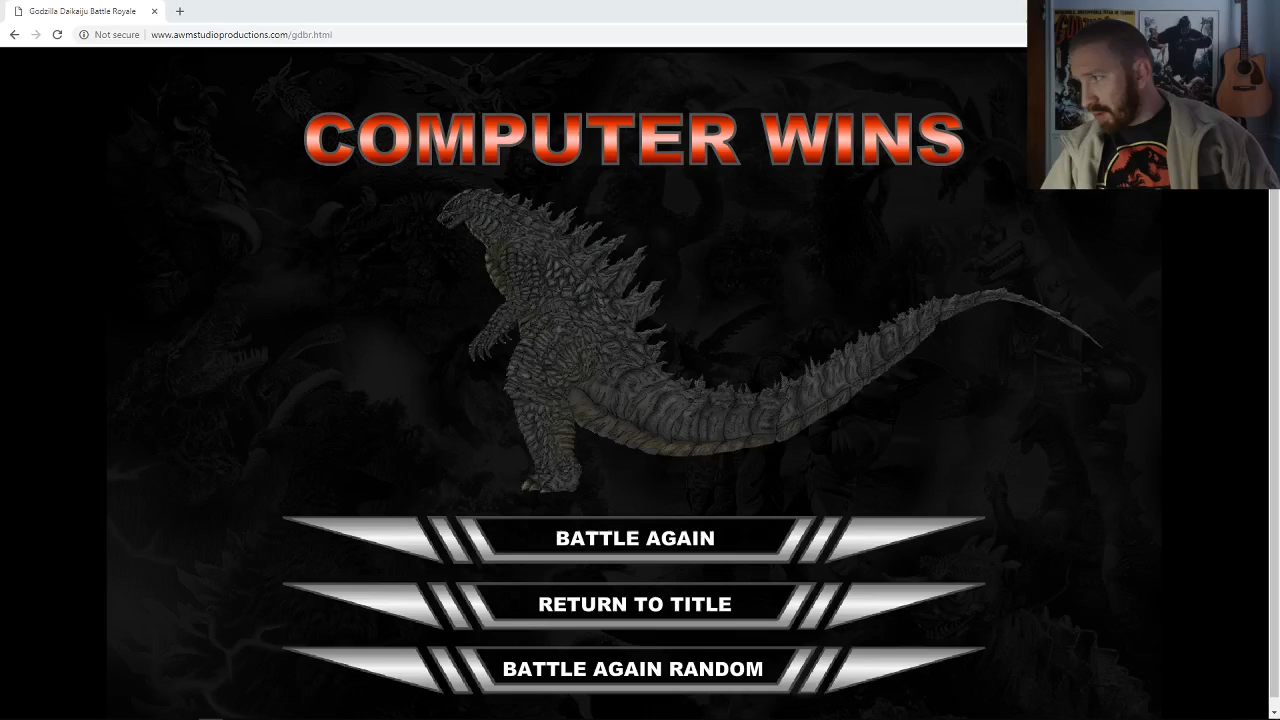 Godzilla Daikaiju Battle Royale
Not secure
www.awmstudioproductions.com/gdbr.html
COMPUTER WINS
BATTLE AGAIN
RETURN TO TITLE
BATTLE AGAIN RANDOM